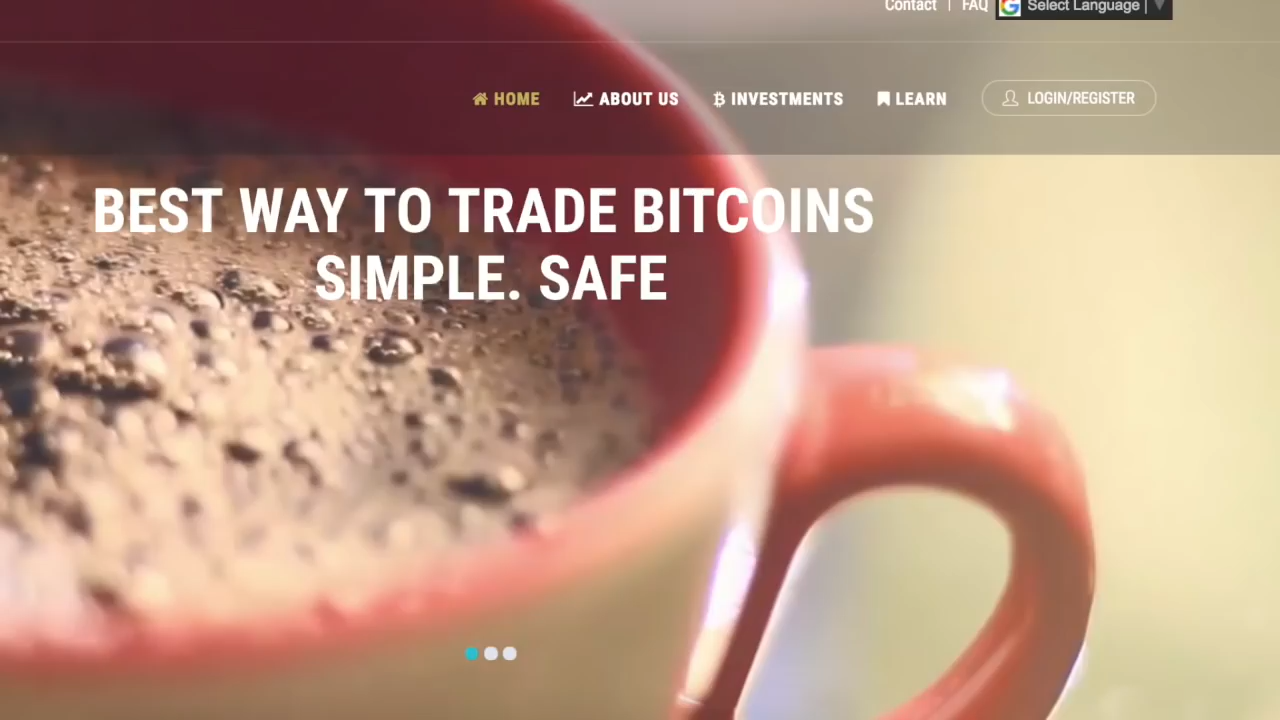 Contact | FAQ Select Language | ▼
HOME ABOUT US INVESTMENTS LEARN LOGIN/REGISTER
BEST WAY TO TRADE BITCOINS
SIMPLE. SAFE